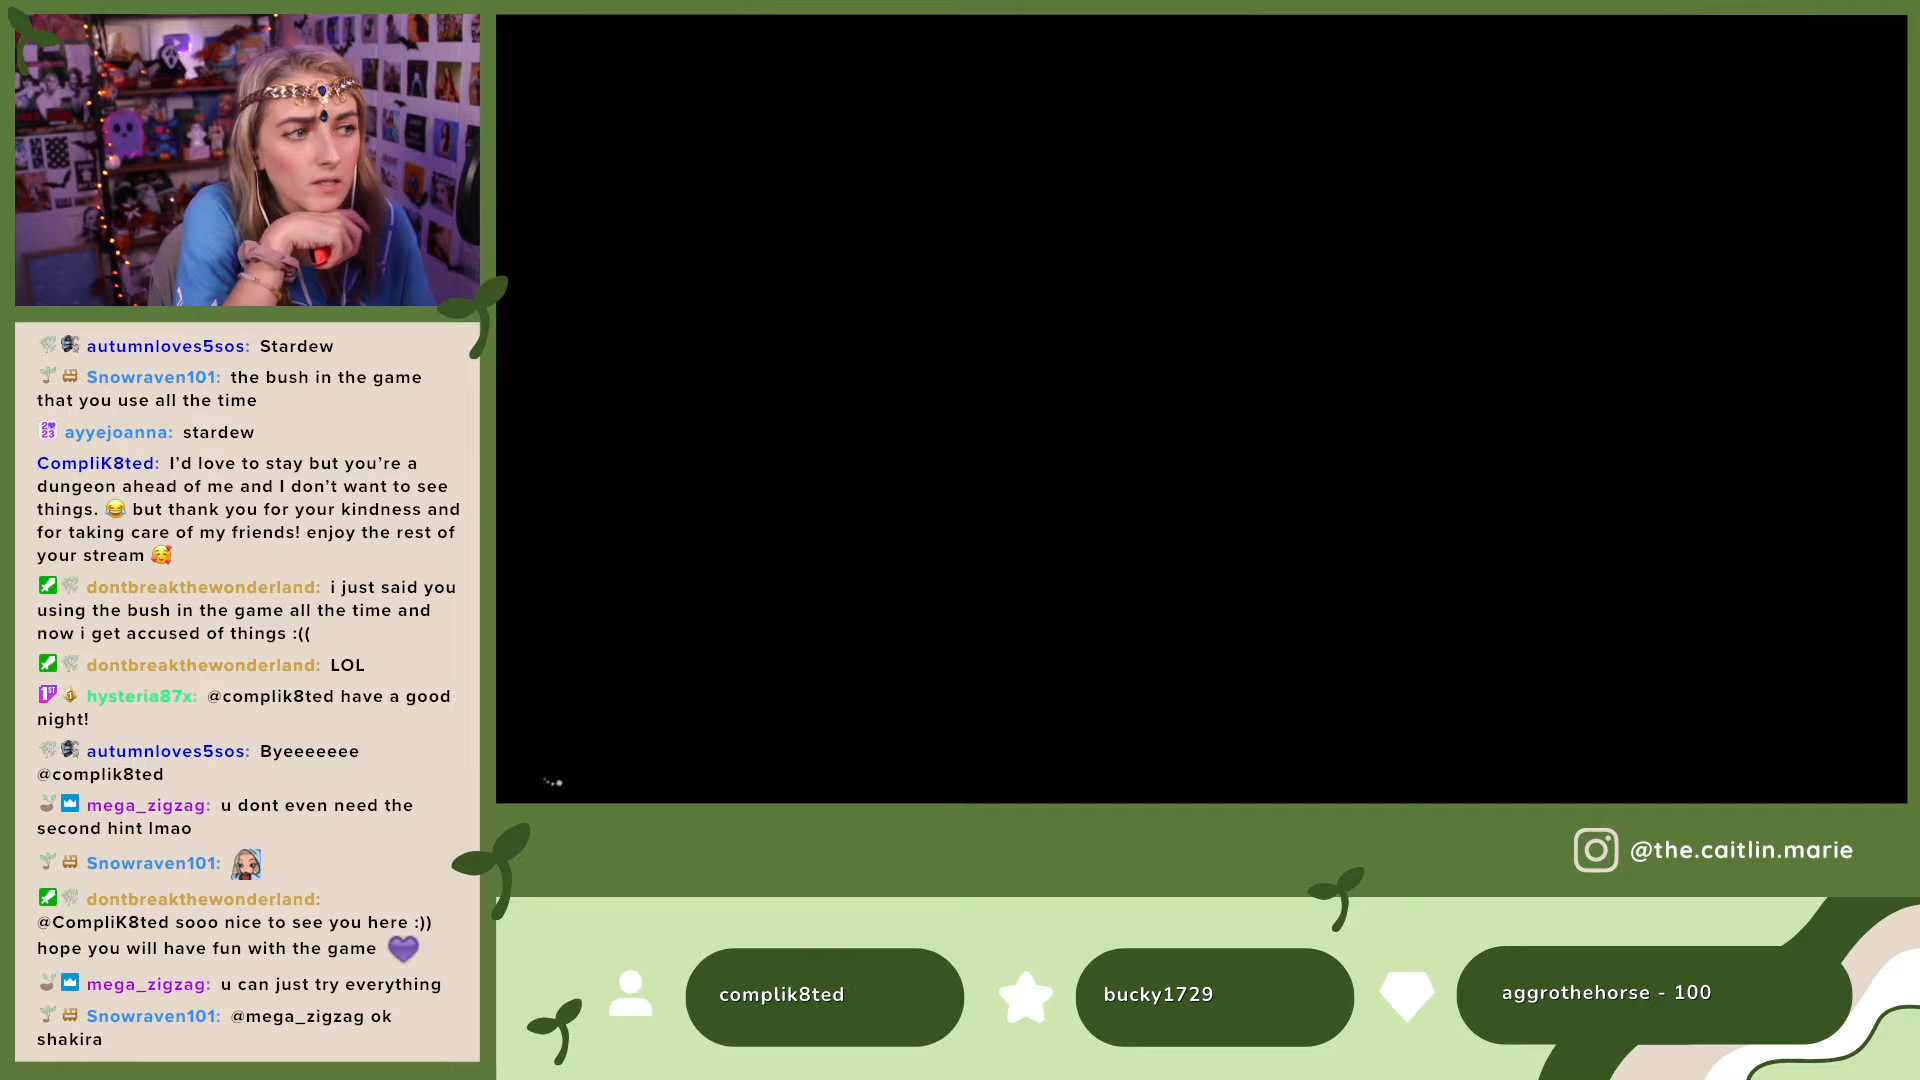 autumnloves5sos: Stardew
Snowraven101: the bush in the game
that you use all the time
ayyejoanna: stardew
CompliK8ted: I’d love to stay but you’re a
dungeon ahead of me and I don’t want to see
things. 😂 but thank you for your kindness and
for taking care of my friends! enjoy the rest of
your stream 🥰
dontbreakthewonderland: i just said you
using the bush in the game all the time and
now i get accused of things :((
dontbreakthewonderland: LOL
hysteria87x: @complik8ted have a good
night!
autumnloves5sos: Byeeeeeee
@complik8ted
mega_zigzag: u dont even need the
second hint lmao
Snowraven101:
dontbreakthewonderland:
@CompliK8ted sooo nice to see you here :))
hope you will have fun with the game 💜
mega_zigzag: u can just try everything
Snowraven101: @mega_zigzag ok
shakira
@the.caitlin.marie
complik8ted
bucky1729
aggrothehorse - 100